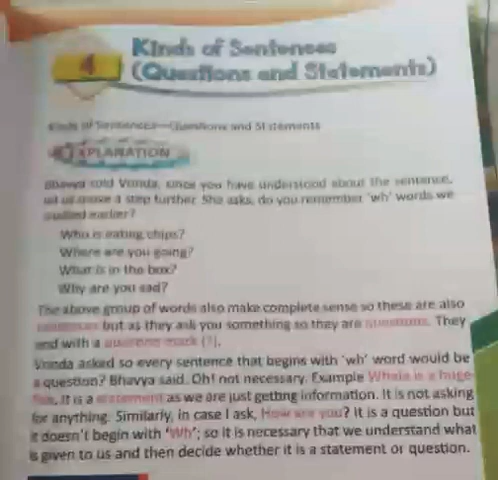 4
Kinds of Sentences
(Questions and Statements)
Kinds of Sentences—Questions and Statements
EXPLANATION
Bhavya told Vonda, since you have understood about the sentence,
let us move a step further. She asks, do you remember 'wh' words we
studied earlier?
Who is eating chips?
Where are you going?
What is in the box?
Why are you sad?
The above group of words also make complete sense so these are also
sentences but as they ask you something so they are questions. They
end with a question mark (?).
Vonda asked so every sentence that begins with 'wh' word would be
a question? Bhavya said. Oh! not necessary. Example Whale is a huge
fish. It is a statement as we are just getting information. It is not asking
for anything. Similarly, in case I ask, How are you? It is a question but
it doesn't begin with 'Wh'; so it is necessary that we understand what
is given to us and then decide whether it is a statement or question.